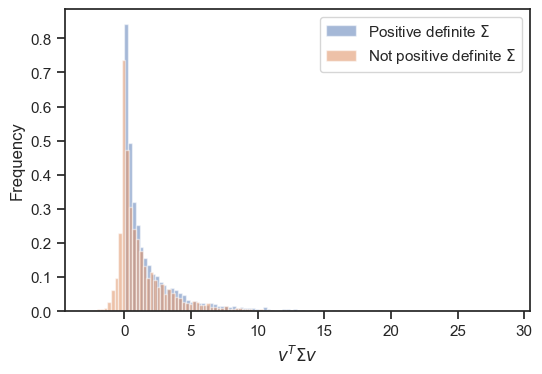 Positive definite Σ
Not positive definite Σ
Frequency
0.8
0.7
0.6
0.5
0.4
0.3
0.2
0.1
0.0
0 5 10 15 20 25 30
v^T Σv